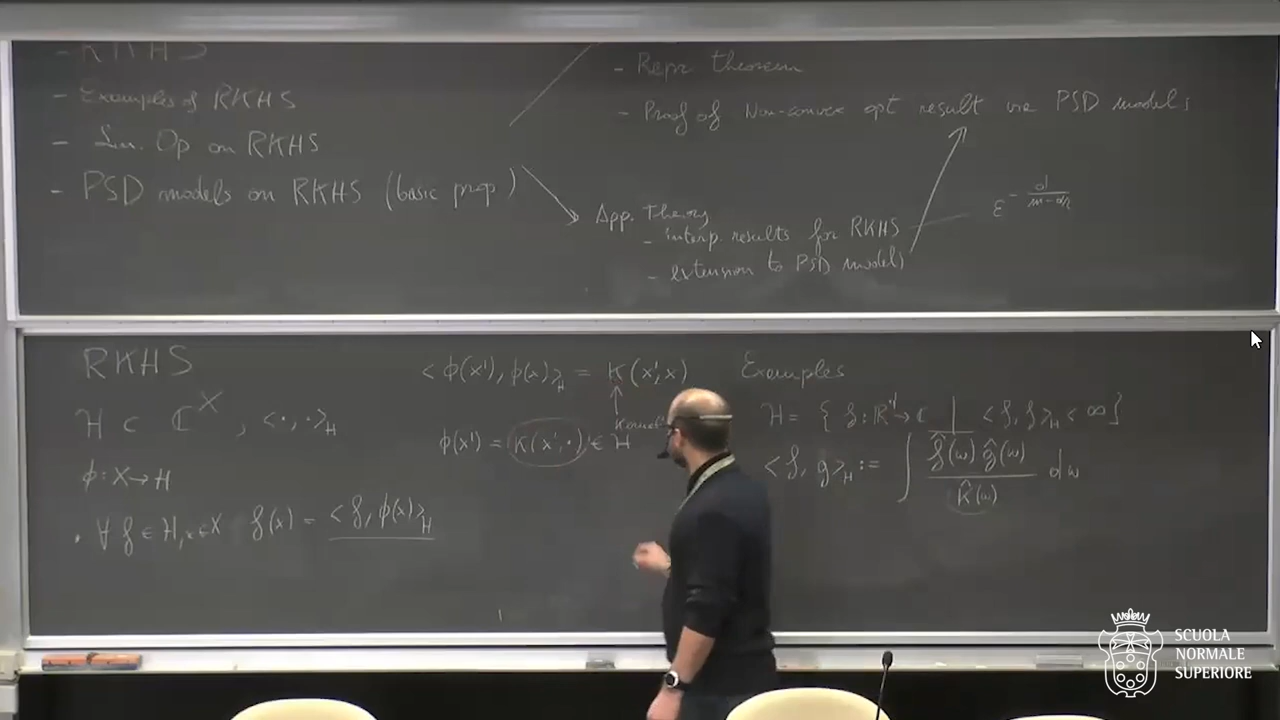 RKHS
- Examples of RKHS
- Lin. Op on RKHS
- PSD models on RKHS (basic prop)
- Repr theorem
- Proof of Non-convex opt result via PSD models
App. Theory
- interp. results for RKHS
- extension to PSD models
RKHS
H ⊂ ℂ^X , <·,·>_H
φ: X → H
· ∀ f ∈ H, x ∈ X f(x) = <f, φ(x)>_H
<φ(x'), φ(x)>_H = K(x',x)
Kernel
φ(x') = K(x',·) ∈ H
Examples
H = { f: ℝ^d → ℂ | <f, f>_H < ∞ }
<f, g>_H := ∫ \overline{f̂(ω)} ĝ(ω) / K̂(ω) dω
SCUOLA
NORMALE
SUPERIORE